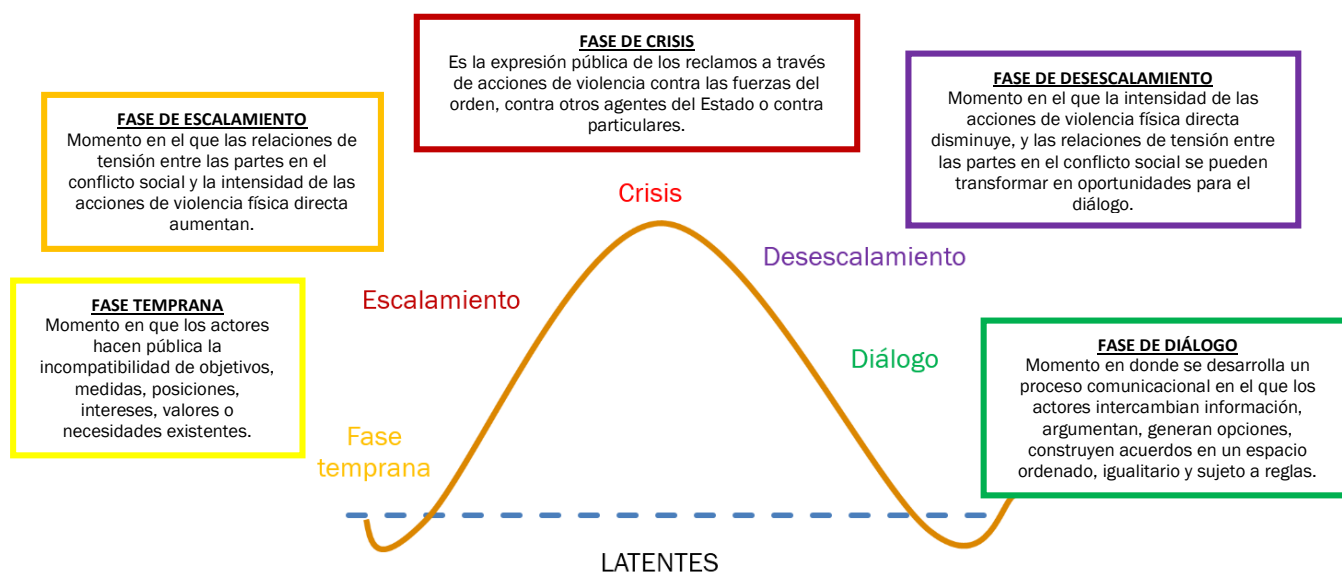 FASE DE CRISIS
Es la expresión pública de los reclamos a través
de acciones de violencia contra las fuerzas del
orden, contra otros agentes del Estado o contra
particulares.
FASE DE DESESCALAMIENTO
Momento en el que la intensidad de las
acciones de violencia física directa
disminuye, y las relaciones de tensión entre
las partes en el conflicto social se pueden
transformar en oportunidades para el
diálogo.
FASE DE ESCALAMIENTO
Momento en el que las relaciones de
tensión entre las partes en el
conflicto social y la intensidad de las
acciones de violencia física directa
aumentan.
Crisis
Desescalamiento
Escalamiento
FASE TEMPRANA
Momento en que los actores
hacen pública la
incompatibilidad de objetivos,
medidas, posiciones,
intereses, valores o
necesidades existentes.
Diálogo
FASE DE DIÁLOGO
Momento en donde se desarrolla un
proceso comunicacional en el que los
actores intercambian información,
argumentan, generan opciones,
construyen acuerdos en un espacio
ordenado, igualitario y sujeto a reglas.
Fase
temprana
LATENTES